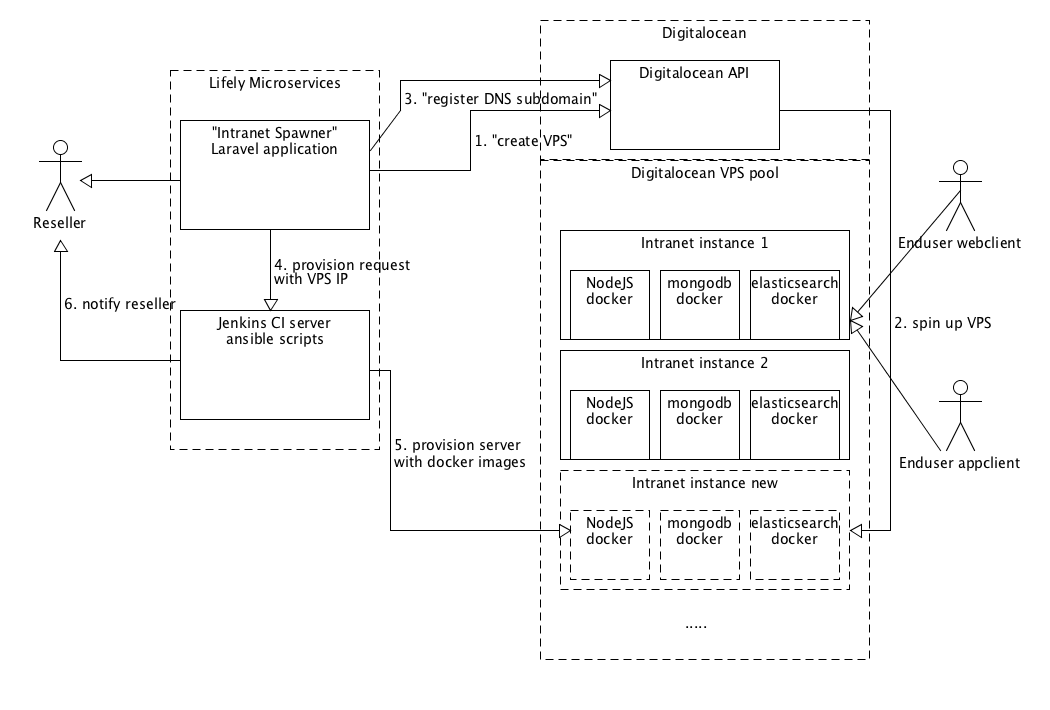 Digitalocean
Lifely Microservices
Digitalocean API
3. "register DNS subdomain"
"Intranet Spawner"
Laravel application
1. "create VPS"
Digitalocean VPS pool
Reseller
Enduser webclient
Intranet instance 1
4. provision request
with VPS IP
NodeJS
docker
mongodb
docker
elasticsearch
docker
6. notify reseller
Jenkins CI server
ansible scripts
2. spin up VPS
Intranet instance 2
NodeJS
docker
mongodb
docker
elasticsearch
docker
5. provision server
with docker images
Enduser appclient
Intranet instance new
NodeJS
docker
mongodb
docker
elasticsearch
docker
.....